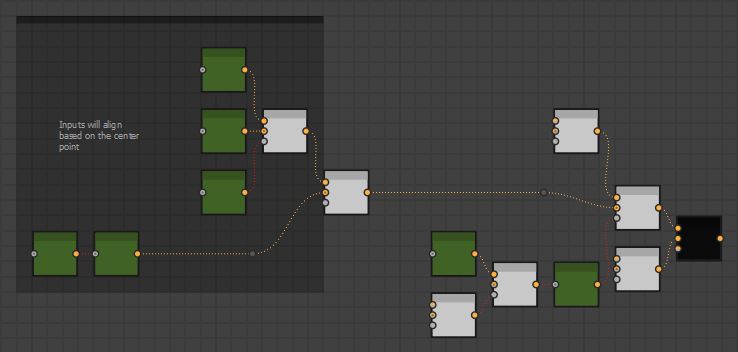 Inputs will align
based on the center
point